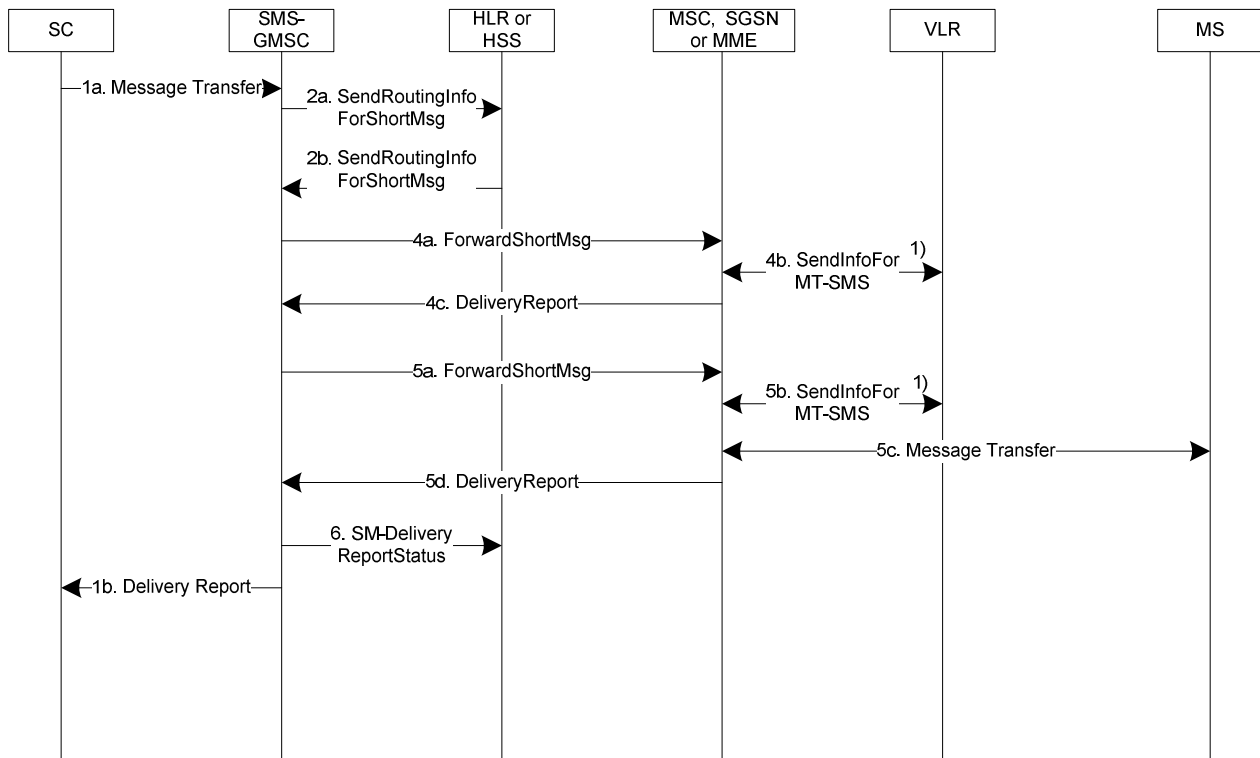 SC
SMS-
GMSC
HLR or
HSS
MSC, SGSN
or MME
VLR
MS
1a. Message Transfer
2a. SendRoutingInfo
ForShortMsg
2b. SendRoutingInfo
ForShortMsg
4a. ForwardShortMsg
4b. SendInfoFor
MT-SMS
1)
4c. DeliveryReport
5a. ForwardShortMsg
5b. SendInfoFor
MT-SMS
1)
5c. Message Transfer
5d. DeliveryReport
6. SM-Delivery
ReportStatus
1b. Delivery Report